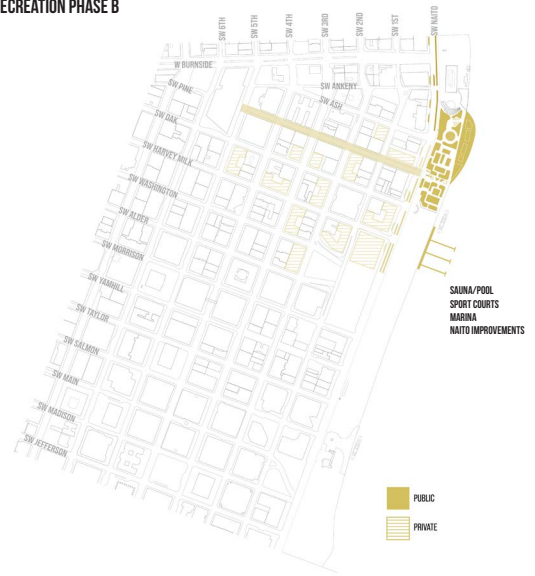 ECREATION PHASE B
SW 6TH
SW 5TH
SW 4TH
SW 3RD
SW 2ND
SW 1ST
SW NAITO
W BURNSIDE
SW PINE
SW ANKENY
SW ASH
SW OAK
SW HARVEY MILK
SW WASHINGTON
SW ALDER
SW MORRISON
SW YAMHILL
SW TAYLOR
SW SALMON
SW MAIN
SW MADISON
SW JEFFERSON
SAUNA/POOL
SPORT COURTS
MARINA
NAITO IMPROVEMENTS
PUBLIC
PRIVATE